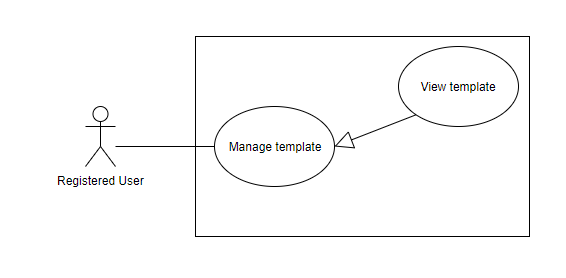 View template
Manage template
Registered User